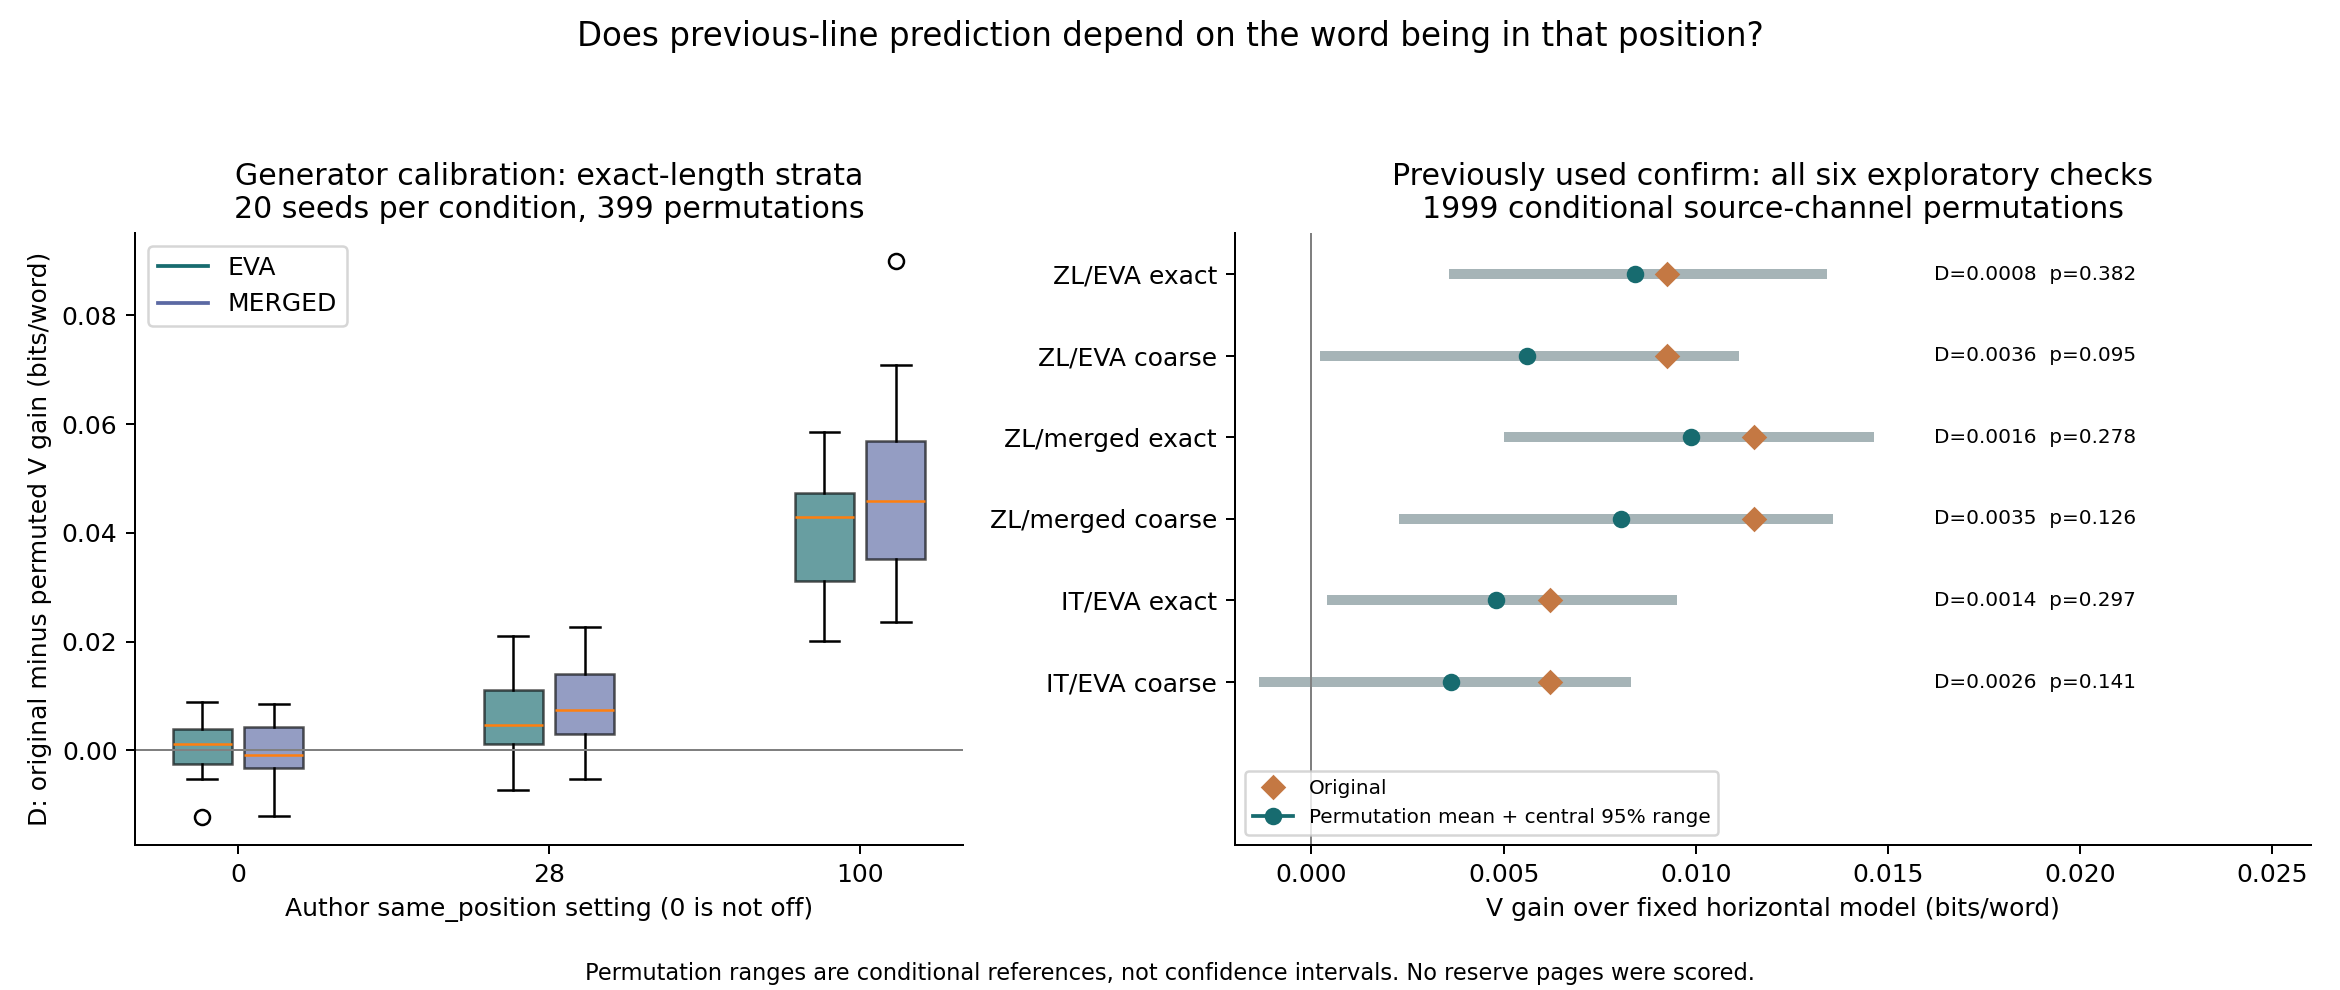 Does previous-line prediction depend on the word being in that position?
Generator calibration: exact-length strata
20 seeds per condition, 399 permutations
D: original minus permuted V gain (bits/word)
EVA
MERGED
0.08
0.06
0.04
0.02
0.00
0 28 100
Author same_position setting (0 is not off)
Previously used confirm: all six exploratory checks
1999 conditional source-channel permutations
ZL/EVA exact D=0.0008 p=0.382
ZL/EVA coarse D=0.0036 p=0.095
ZL/merged exact D=0.0016 p=0.278
ZL/merged coarse D=0.0035 p=0.126
IT/EVA exact D=0.0014 p=0.297
IT/EVA coarse D=0.0026 p=0.141
Original
Permutation mean + central 95% range
0.000 0.005 0.010 0.015 0.020 0.025
V gain over fixed horizontal model (bits/word)
Permutation ranges are conditional references, not confidence intervals. No reserve pages were scored.